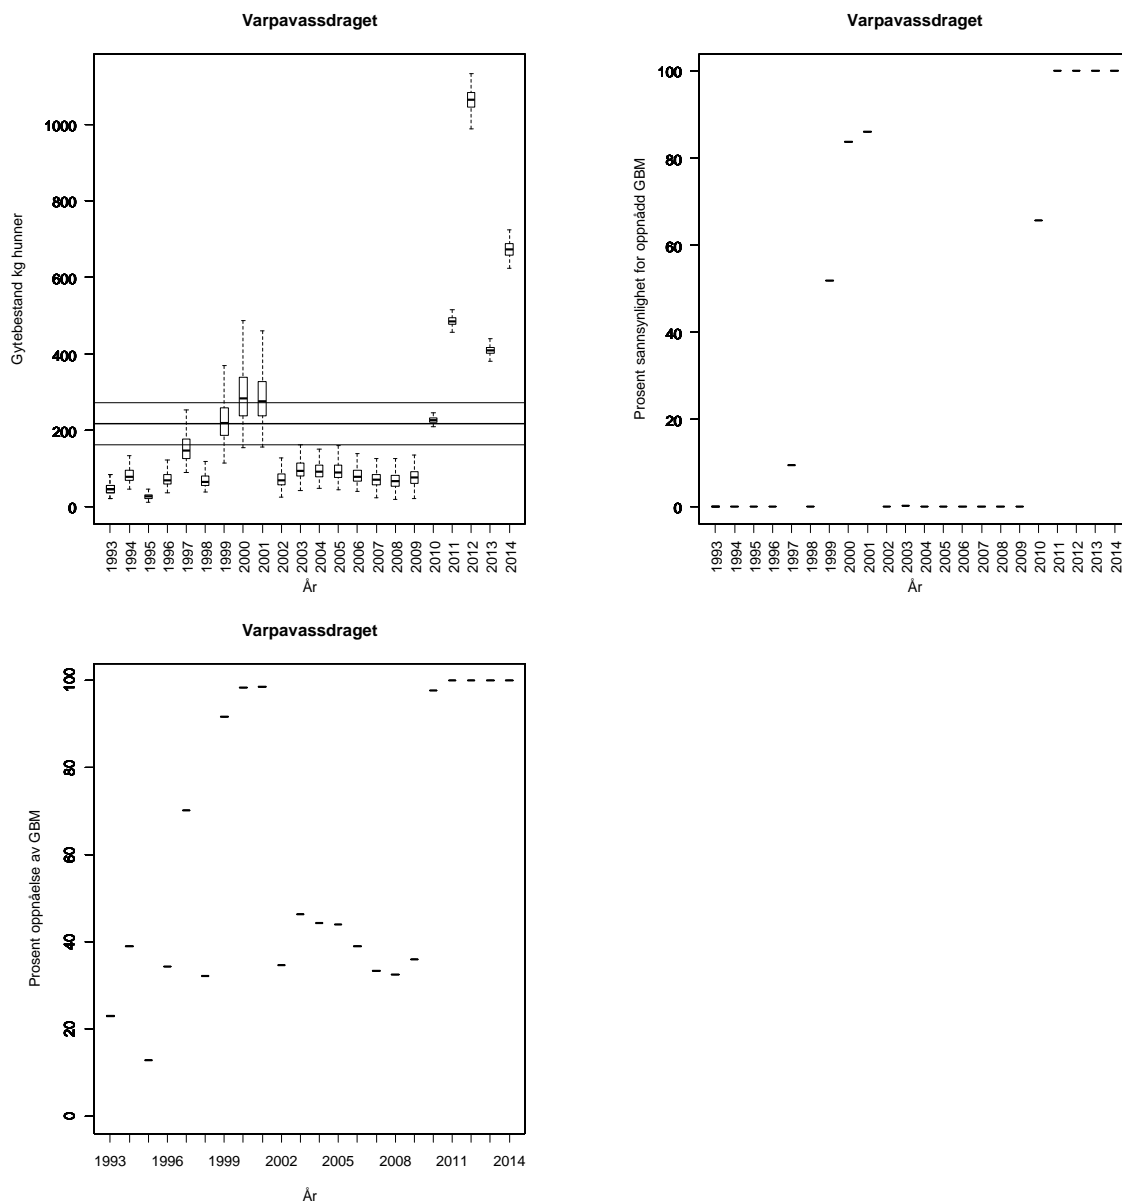 Varpavassdraget
Gytebestand kg hunner
1000
800
600
400
200
0
1993 1994 1995 1996 1997 1998 1999 2000 2001 2002 2003 2004 2005 2006 2007 2008 2009 2010 2011 2012 2013 2014
År
Varpavassdraget
Prosent sannsynlighet for oppnådd GBM
100
80
60
40
20
0
1993 1994 1995 1996 1997 1998 1999 2000 2001 2002 2003 2004 2005 2006 2007 2008 2009 2010 2011 2012 2013 2014
År
Varpavassdraget
Prosent oppnåelse av GBM
100
80
60
40
20
0
1993 1996 1999 2002 2005 2008 2011 2014
År